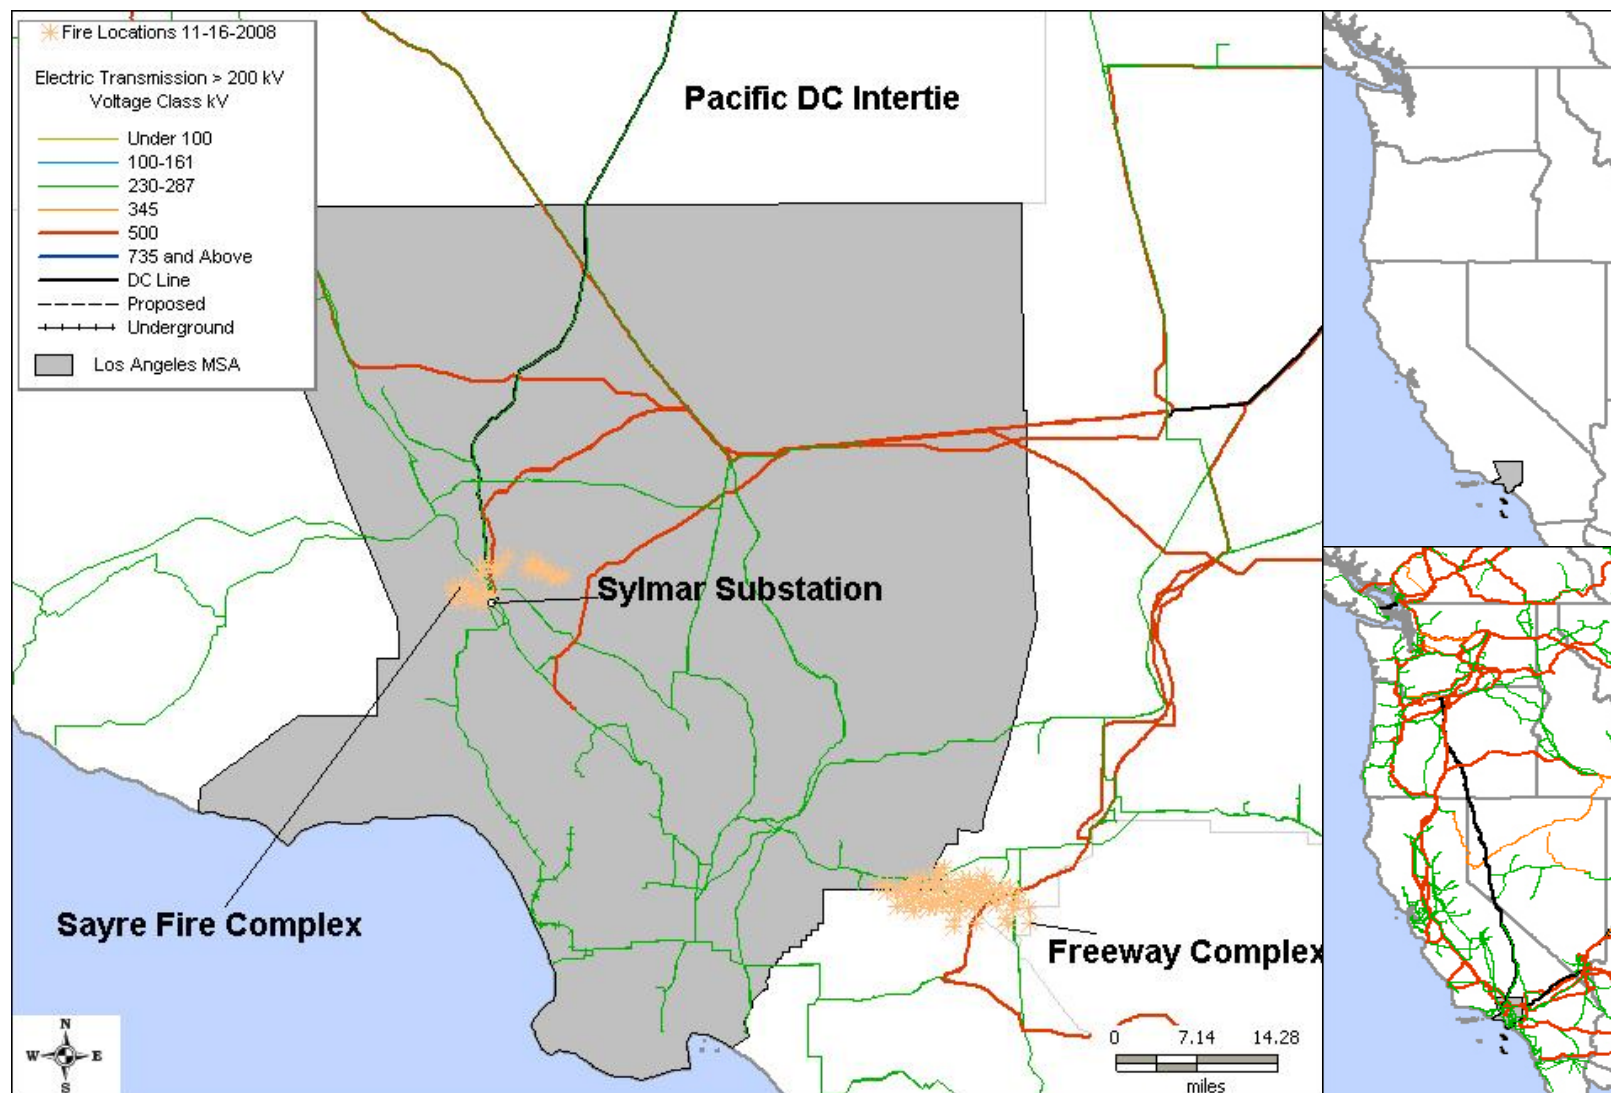 Fire Locations 11-16-2008
Electric Transmission > 200 kV
Voltage Class kV
Under 100
100-161
230-287
345
500
735 and Above
DC Line
Proposed
Underground
Los Angeles MSA
Pacific DC Intertie
Sylmar Substation
Sayre Fire Complex
Freeway Complex
N
W E
S
0 7.14 14.28
miles